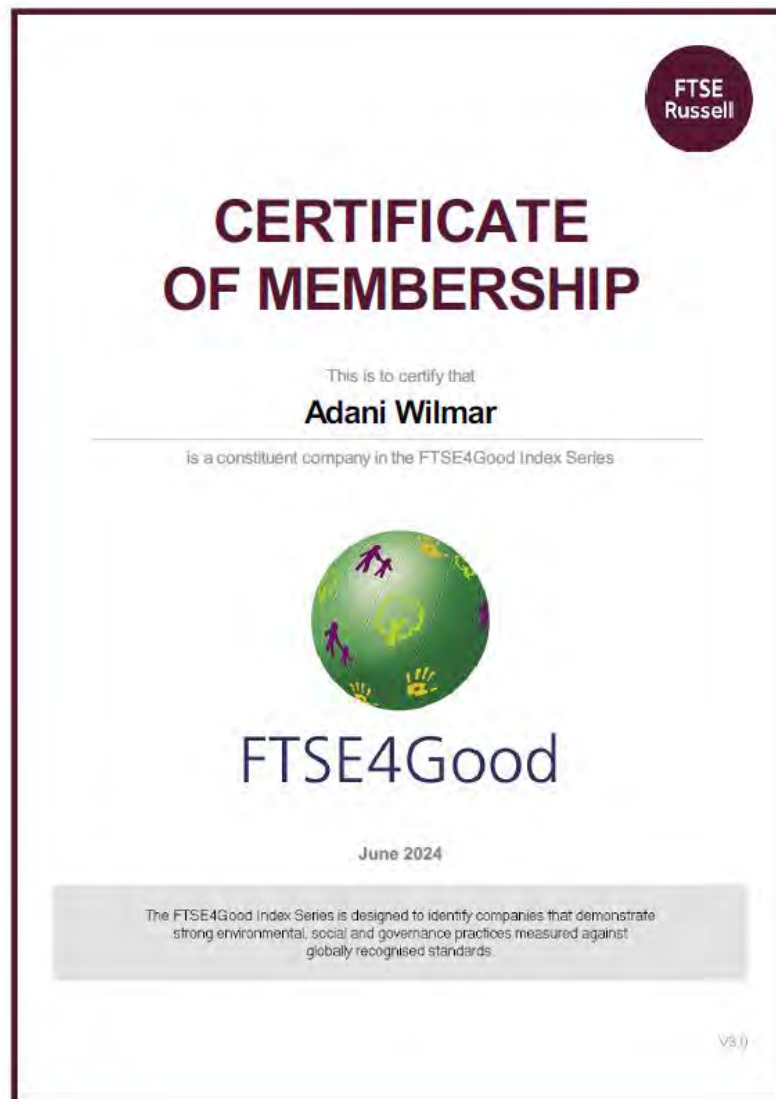 FTSE
Russell
CERTIFICATE
OF MEMBERSHIP
This is to certify that
Adani Wilmar
is a constituent company in the FTSE4Good Index Series
FTSE4Good
June 2024
The FTSE4Good Index Series is designed to identify companies that demonstrate
strong environmental, social and governance practices measured against
globally recognised standards
V3.0